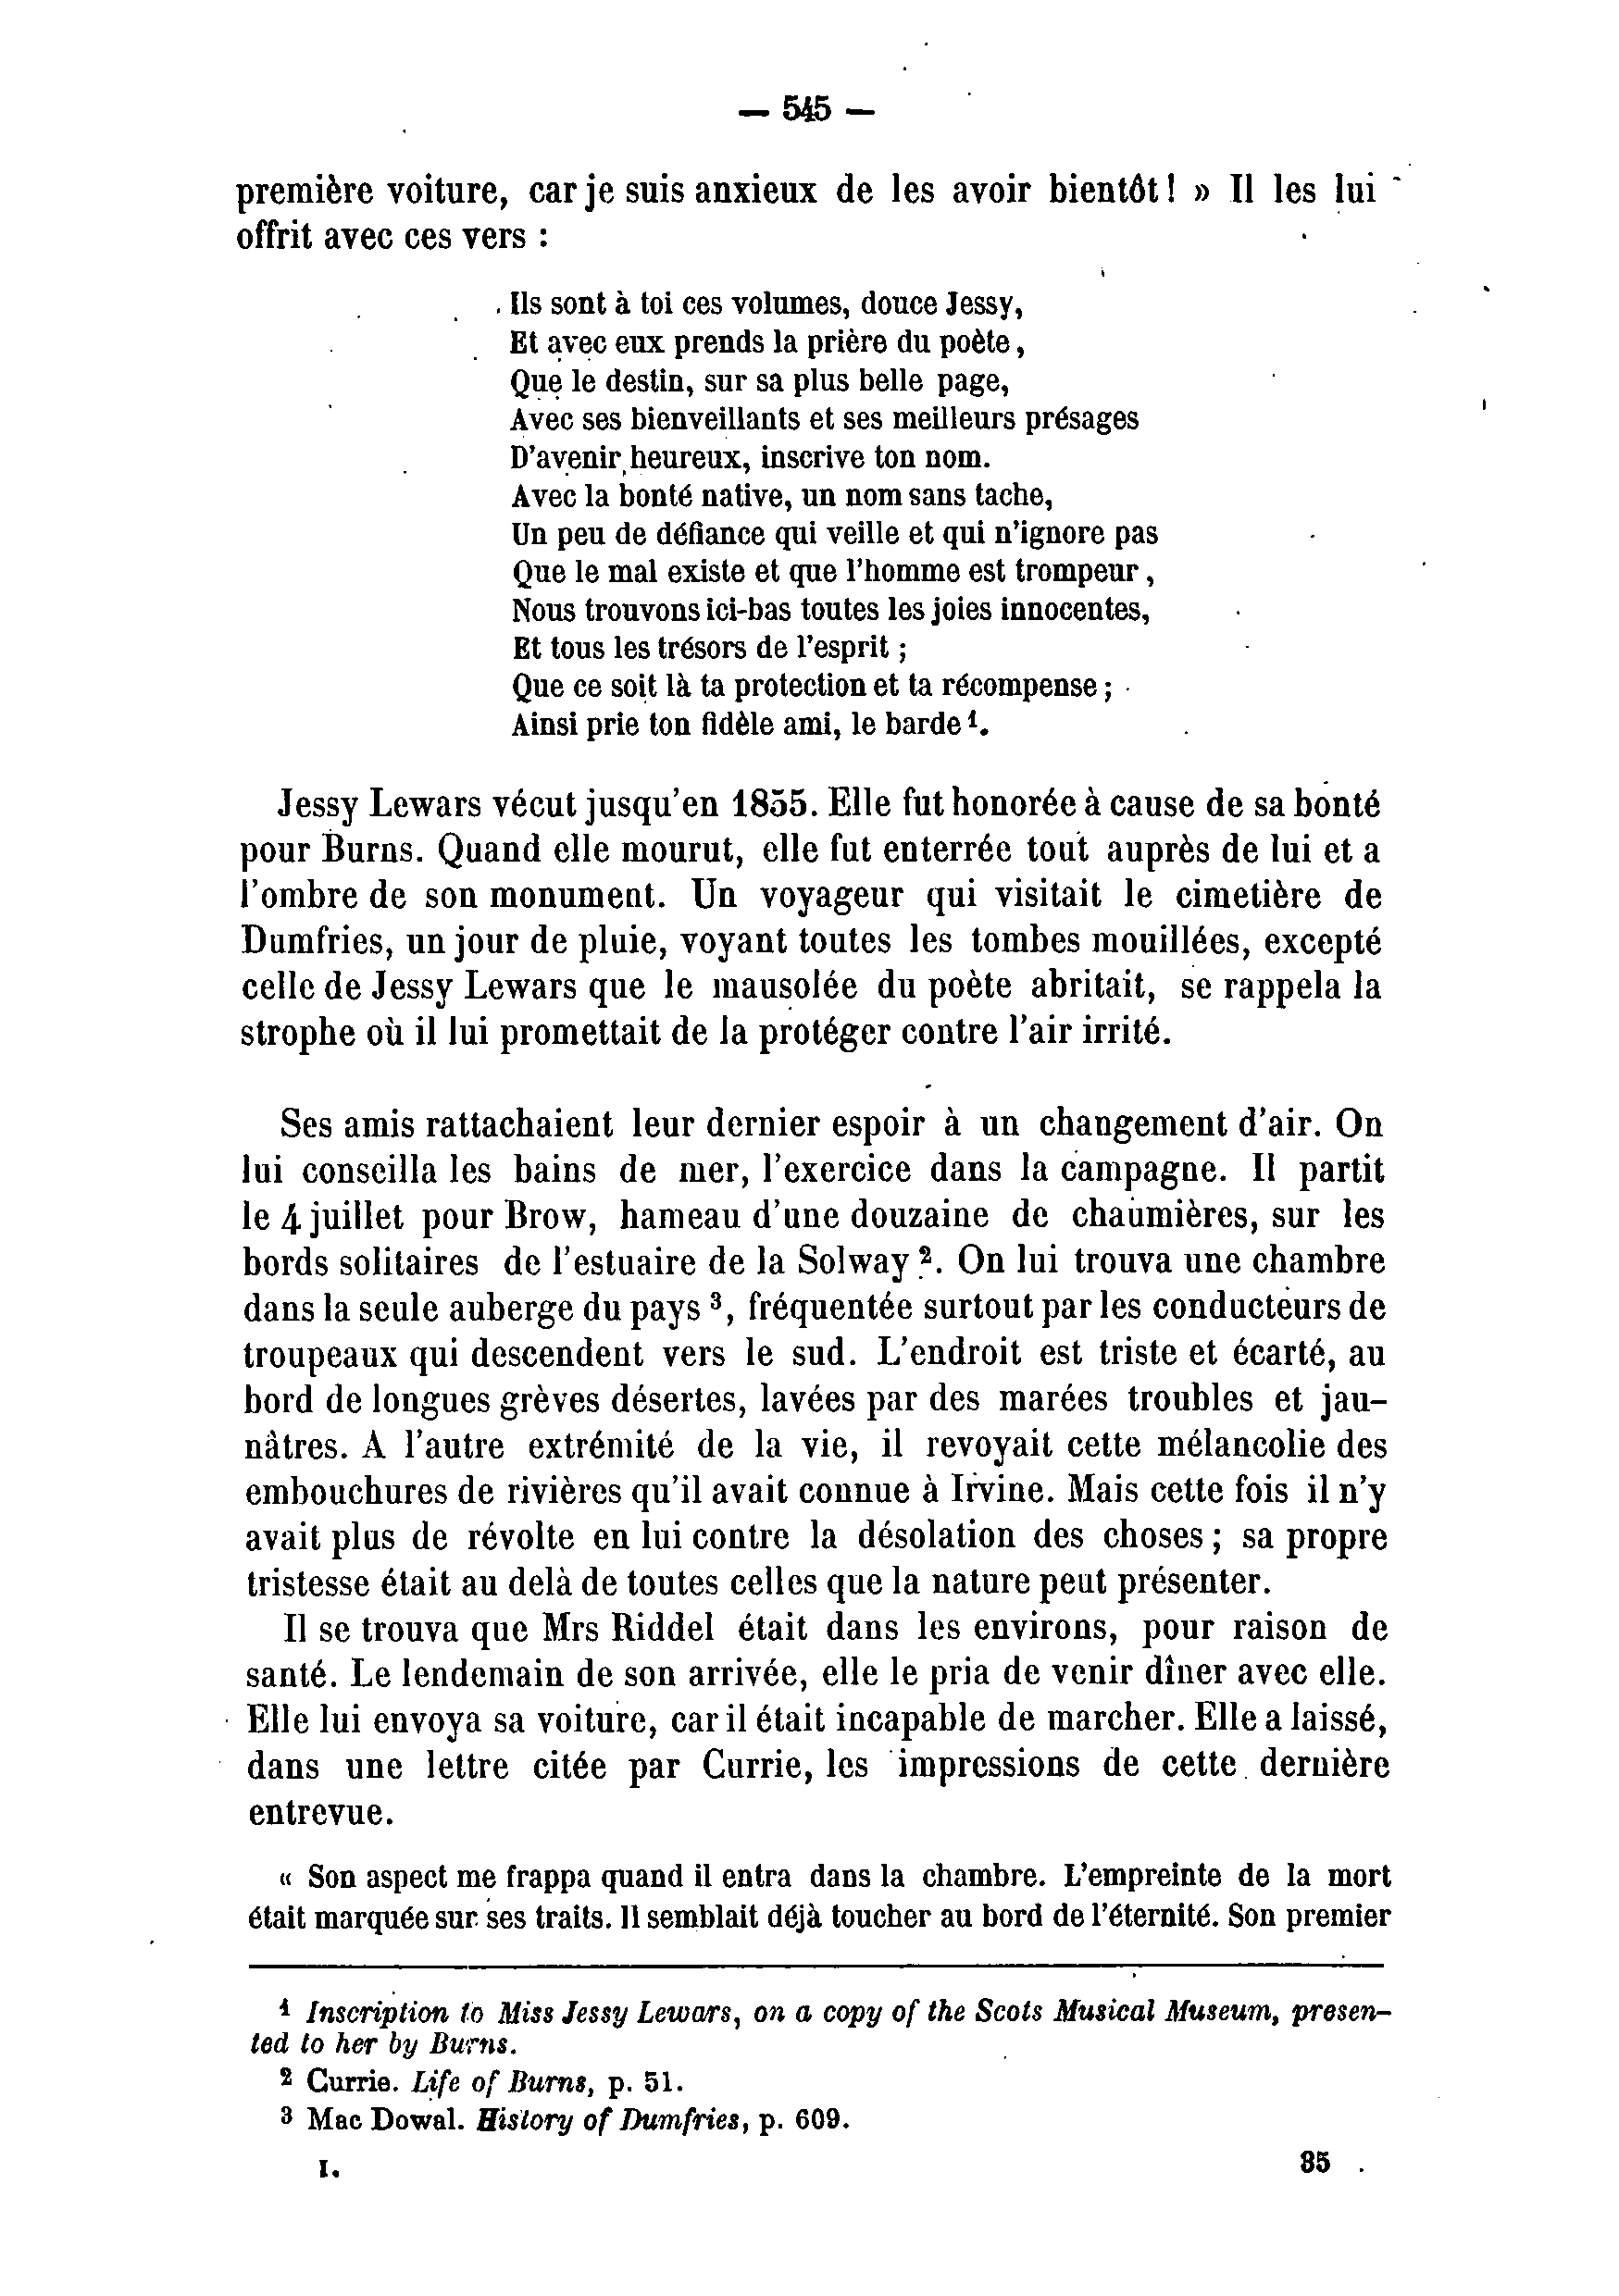 — 545 —
première voiture, car je suis anxieux de les avoir bientôt ! » Il les lui
offrit avec ces vers :
Ils sont à toi ces volumes, douce Jessy,
Et avec eux prends la prière du poète,
Que le destin, sur sa plus belle page,
Avec ses bienveillants et ses meilleurs présages
D'avenir heureux, inscrive ton nom.
Avec la bonté native, un nom sans tache,
Un peu de défiance qui veille et qui n'ignore pas
Que le mal existe et que l'homme est trompeur,
Nous trouvons ici-bas toutes les joies innocentes,
Et tous les trésors de l'esprit ;
Que ce soit là ta protection et ta récompense ;
Ainsi prie ton fidèle ami, le barde ¹.
Jessy Lewars vécut jusqu'en 1855. Elle fut honorée à cause de sa bonté
pour Burns. Quand elle mourut, elle fut enterrée tout auprès de lui et a
l'ombre de son monument. Un voyageur qui visitait le cimetière de
Dumfries, un jour de pluie, voyant toutes les tombes mouillées, excepté
celle de Jessy Lewars que le mausolée du poète abritait, se rappela la
strophe où il lui promettait de la protéger contre l'air irrité.
Ses amis rattachaient leur dernier espoir à un changement d'air. On
lui conseilla les bains de mer, l'exercice dans la campagne. Il partit
le 4 juillet pour Brow, hameau d'une douzaine de chaumières, sur les
bords solitaires de l'estuaire de la Solway ². On lui trouva une chambre
dans la seule auberge du pays ³, fréquentée surtout par les conducteurs de
troupeaux qui descendent vers le sud. L'endroit est triste et écarté, au
bord de longues grèves désertes, lavées par des marées troubles et jau-
nâtres. A l'autre extrémité de la vie, il revoyait cette mélancolie des
embouchures de rivières qu'il avait connue à Irvine. Mais cette fois il n'y
avait plus de révolte en lui contre la désolation des choses ; sa propre
tristesse était au delà de toutes celles que la nature peut présenter.
Il se trouva que Mrs Riddel était dans les environs, pour raison de
santé. Le lendemain de son arrivée, elle le pria de venir dîner avec elle.
Elle lui envoya sa voiture, car il était incapable de marcher. Elle a laissé,
dans une lettre citée par Currie, les impressions de cette dernière
entrevue.
« Son aspect me frappa quand il entra dans la chambre. L'empreinte de la mort
était marquée sur ses traits. Il semblait déjà toucher au bord de l'éternité. Son premier
¹ Inscription to Miss Jessy Lewars, on a copy of the Scots Musical Museum, presen-
ted to her by Burns.
² Currie. Life of Burns, p. 51.
³ Mac Dowal. History of Dumfries, p. 609.
I. 35